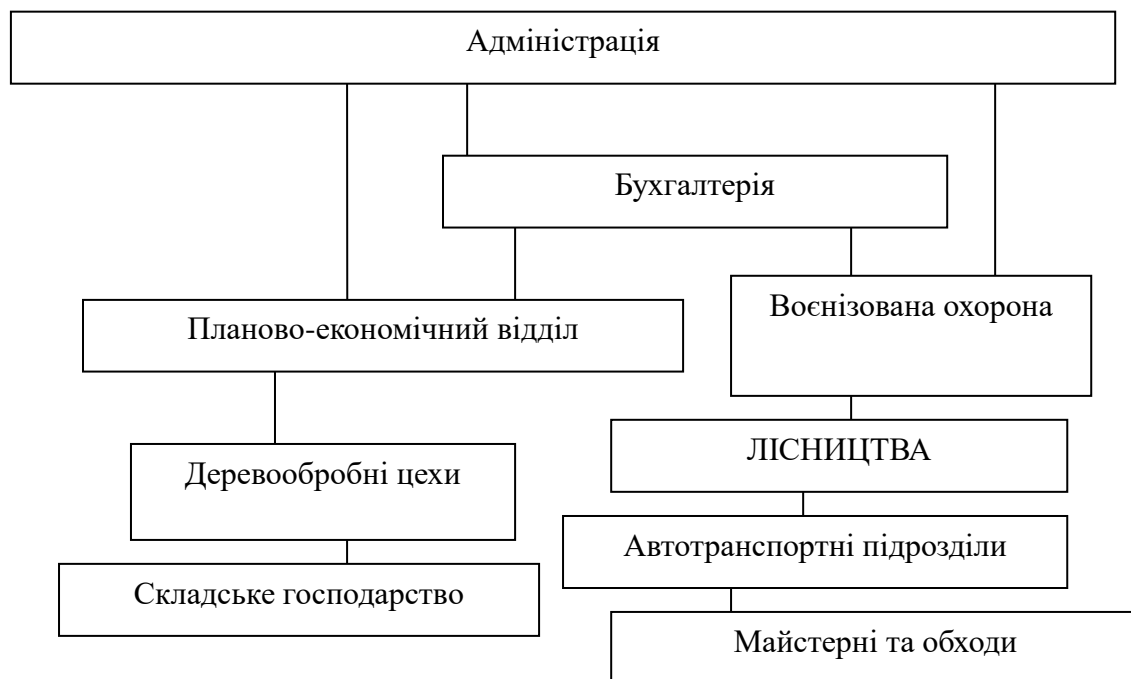 Адміністрація
Бухгалтерія
Воєнізована охорона
Планово-економічний відділ
ЛІСНИЦТВА
Деревообробні цехи
Автотранспортні підрозділи
Складське господарство
Майстерні та обходи